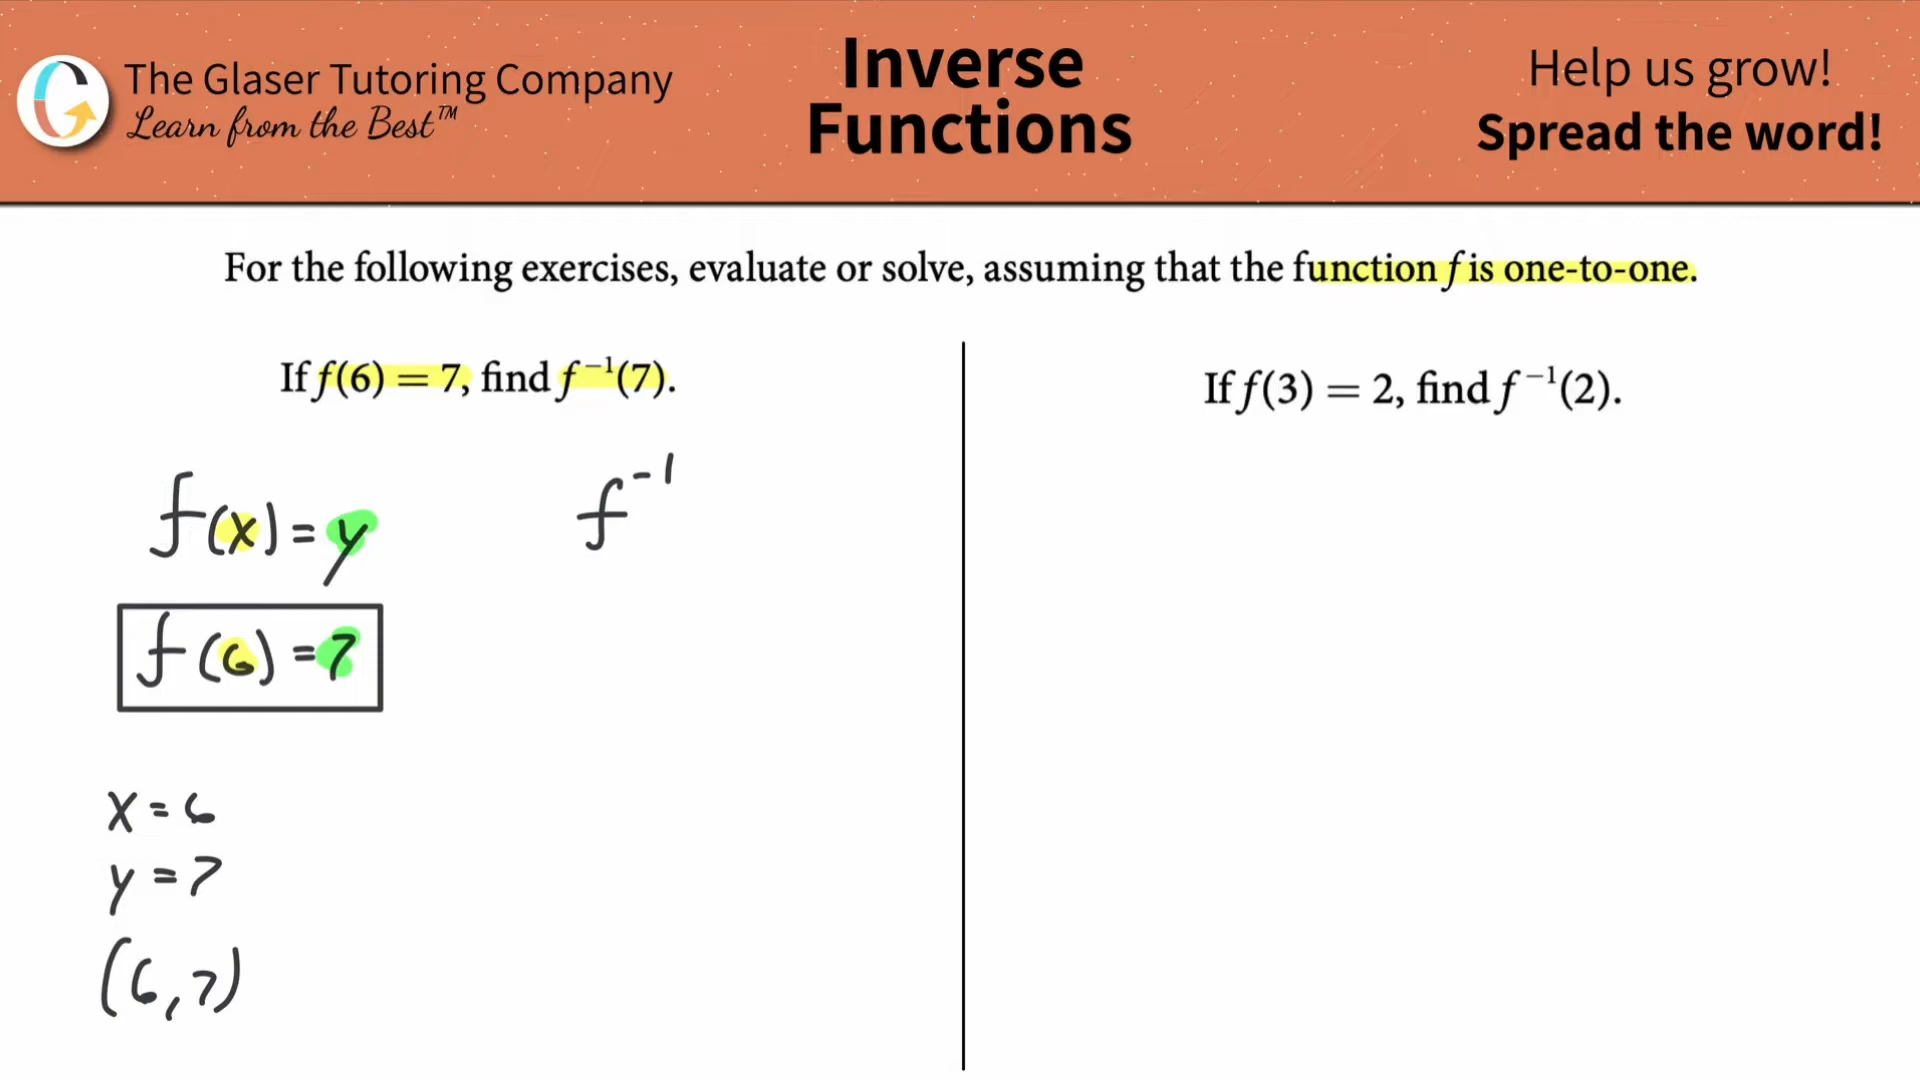 The Glaser Tutoring Company
Learn from the Best™
Inverse
Functions
Help us grow!
Spread the word!
For the following exercises, evaluate or solve, assuming that the function f is one-to-one.
If f(6) = 7, find f⁻¹(7).
f(x) = y
f(6) = 7
x = 6
y = 7
(6,7)
f⁻¹
If f(3) = 2, find f⁻¹(2).